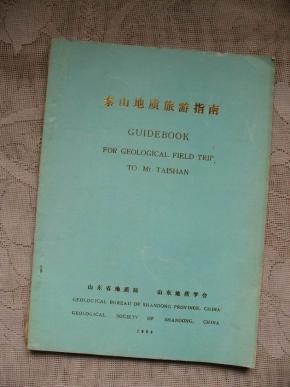 泰山地质旅游指南
GUIDEBOOK
FOR GEOLOGICAL FIELD TRIP
TO Mt. TAISHAN
山东省地质局 山东地质学会
GEOLOGICAL BUREAU OF SHANDONG PROVINCE, CHINA
GEOLOGICAL SOCIETY OF SHANDONG, CHINA